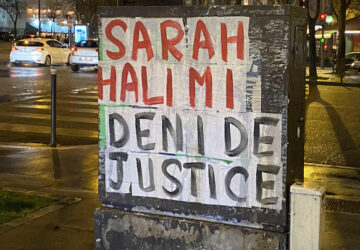 SARAH
HALIMI
DENI DE
JUSTICE